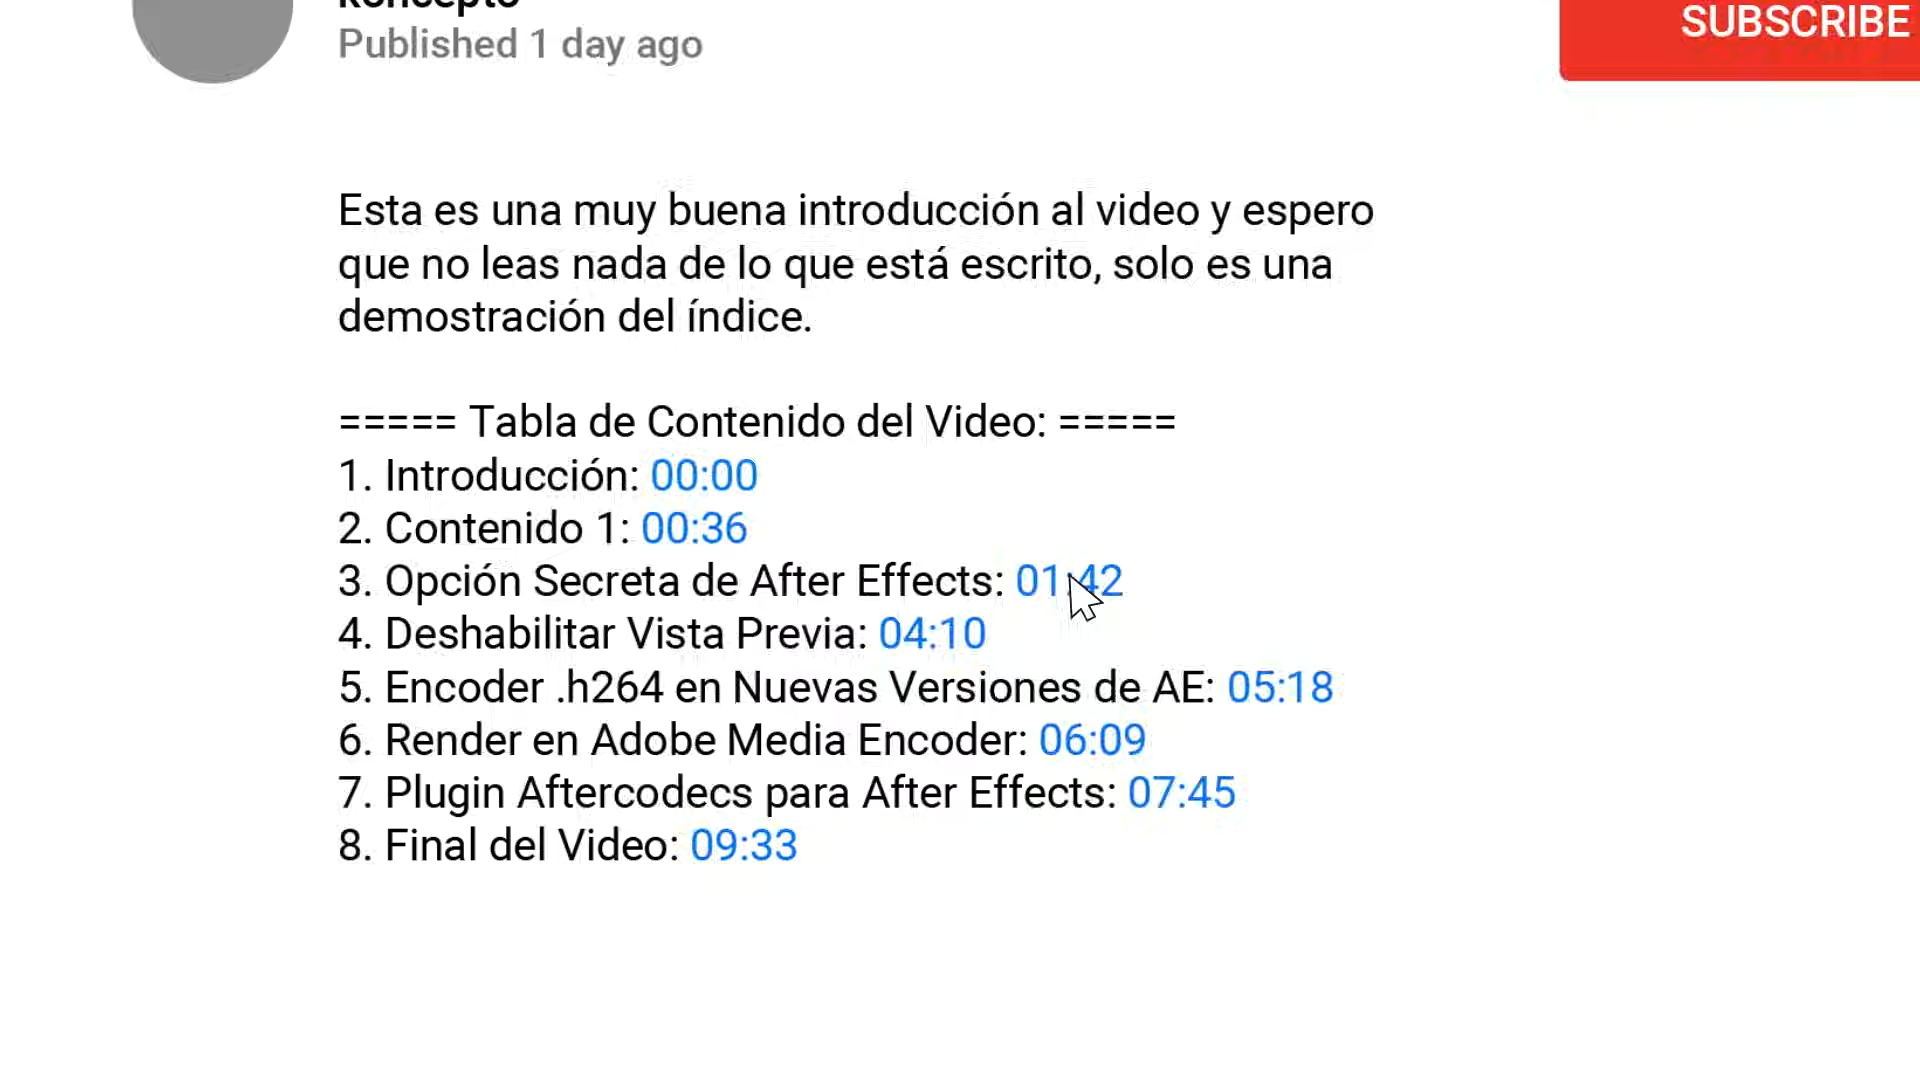 Koncepto
Published 1 day ago
SUBSCRIBE
Esta es una muy buena introducción al video y espero
que no leas nada de lo que está escrito, solo es una
demostración del índice.
===== Tabla de Contenido del Video: =====
1. Introducción: 00:00
2. Contenido 1: 00:36
3. Opción Secreta de After Effects: 01:42
4. Deshabilitar Vista Previa: 04:10
5. Encoder .h264 en Nuevas Versiones de AE: 05:18
6. Render en Adobe Media Encoder: 06:09
7. Plugin Aftercodecs para After Effects: 07:45
8. Final del Video: 09:33